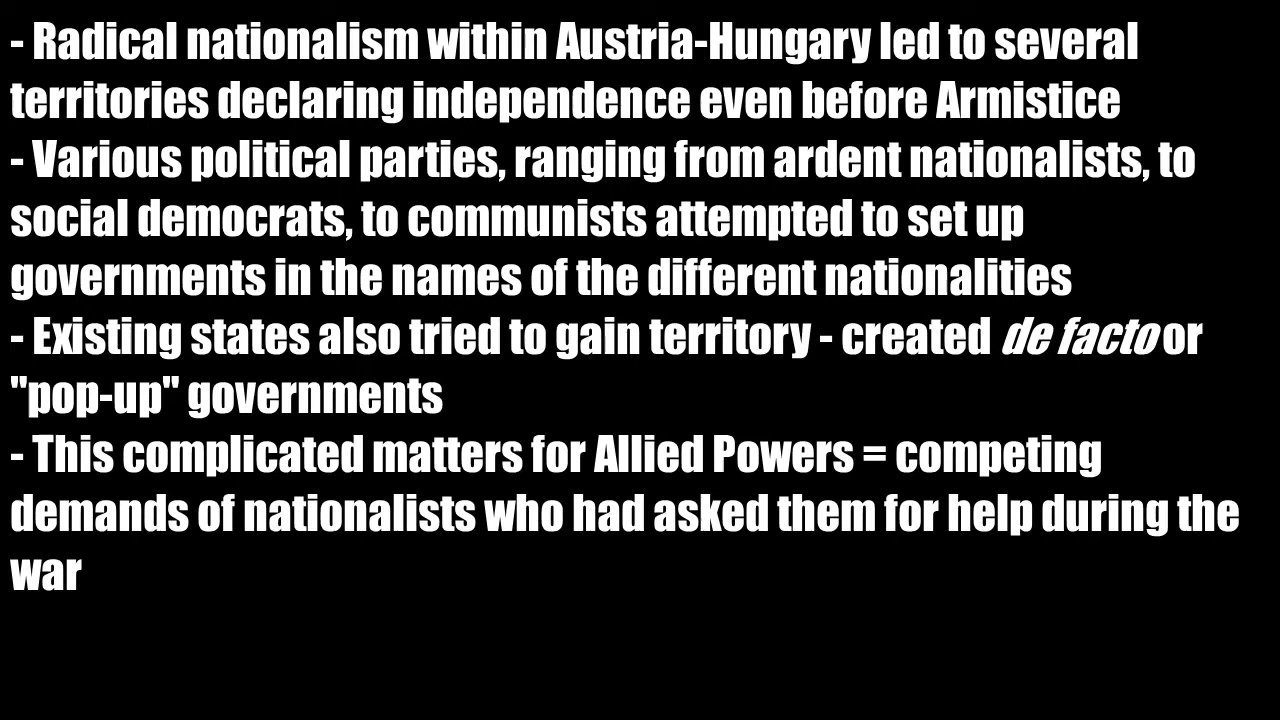 - Radical nationalism within Austria-Hungary led to several
territories declaring independence even before Armistice
- Various political parties, ranging from ardent nationalists, to
social democrats, to communists attempted to set up
governments in the names of the different nationalities
- Existing states also tried to gain territory - created de facto or
"pop-up" governments
- This complicated matters for Allied Powers = competing
demands of nationalists who had asked them for help during the
war